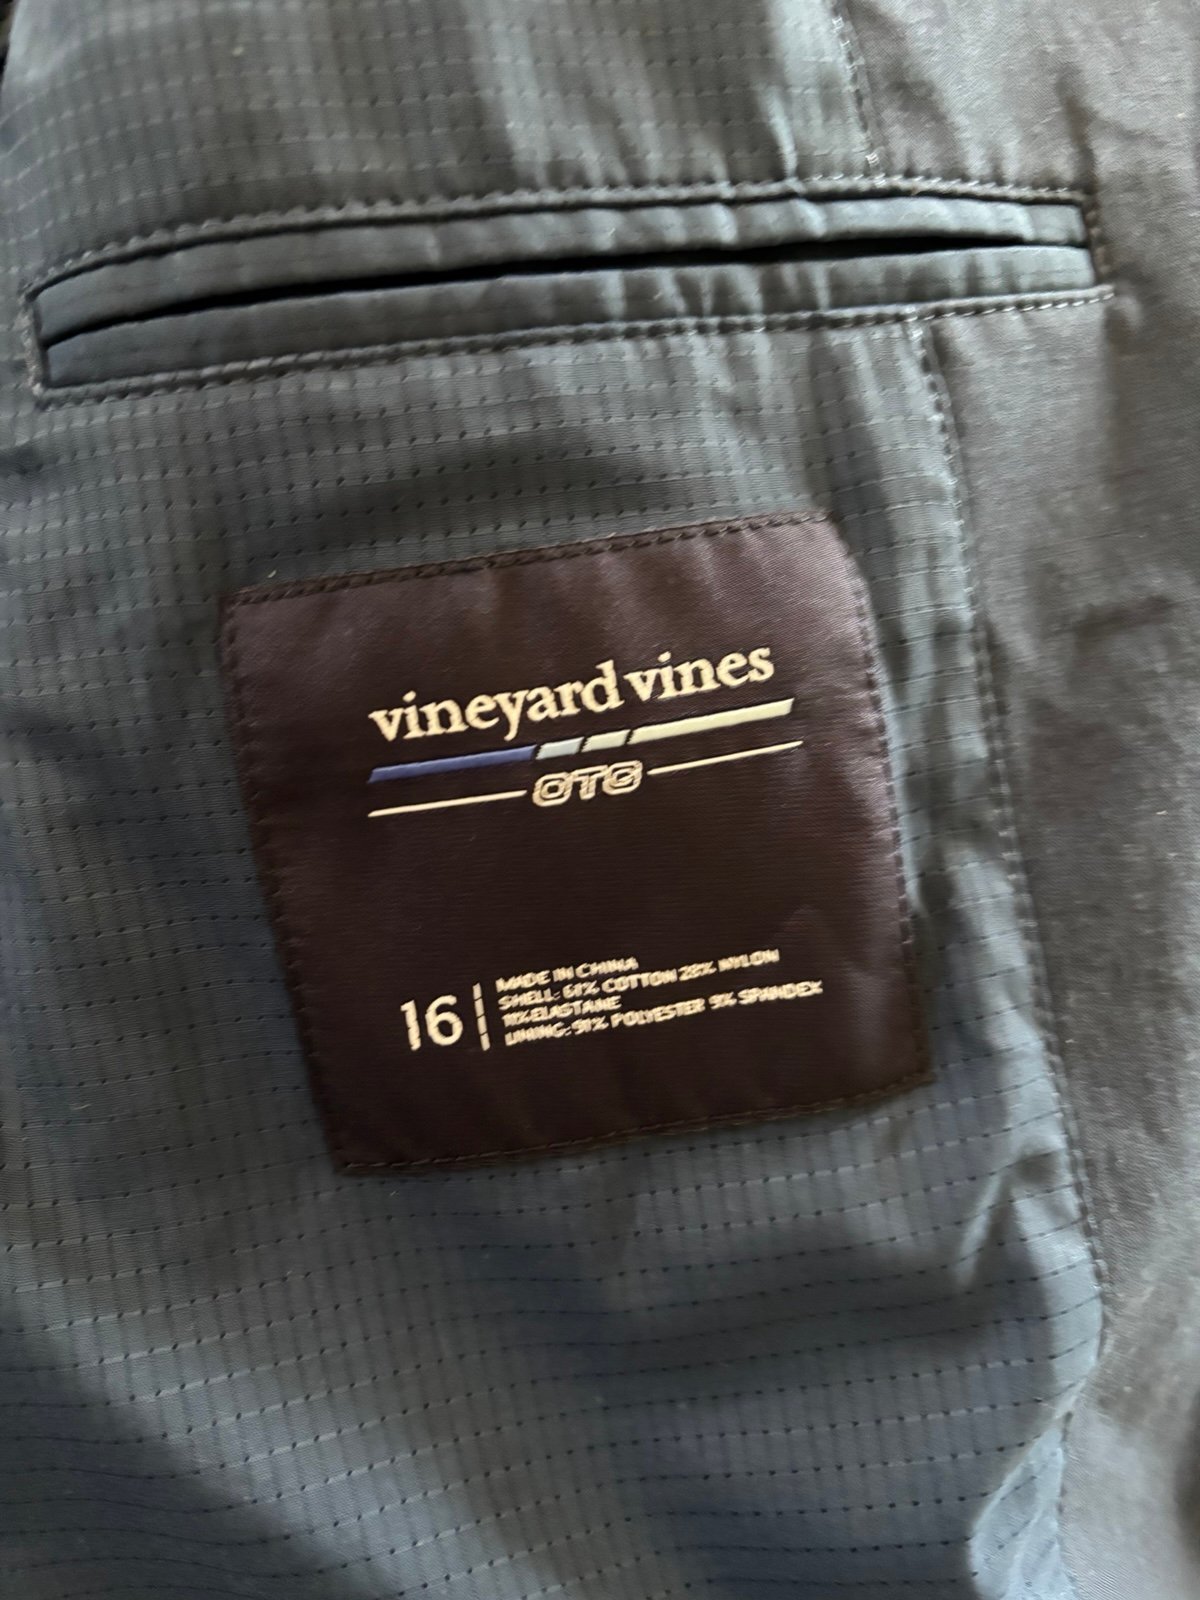 vineyard vines
OTG
16
MADE IN CHINA
SHELL: 61% COTTON 28% NYLON
11% ELASTANE
LINING: 91% POLYESTER 9% SPANDEX